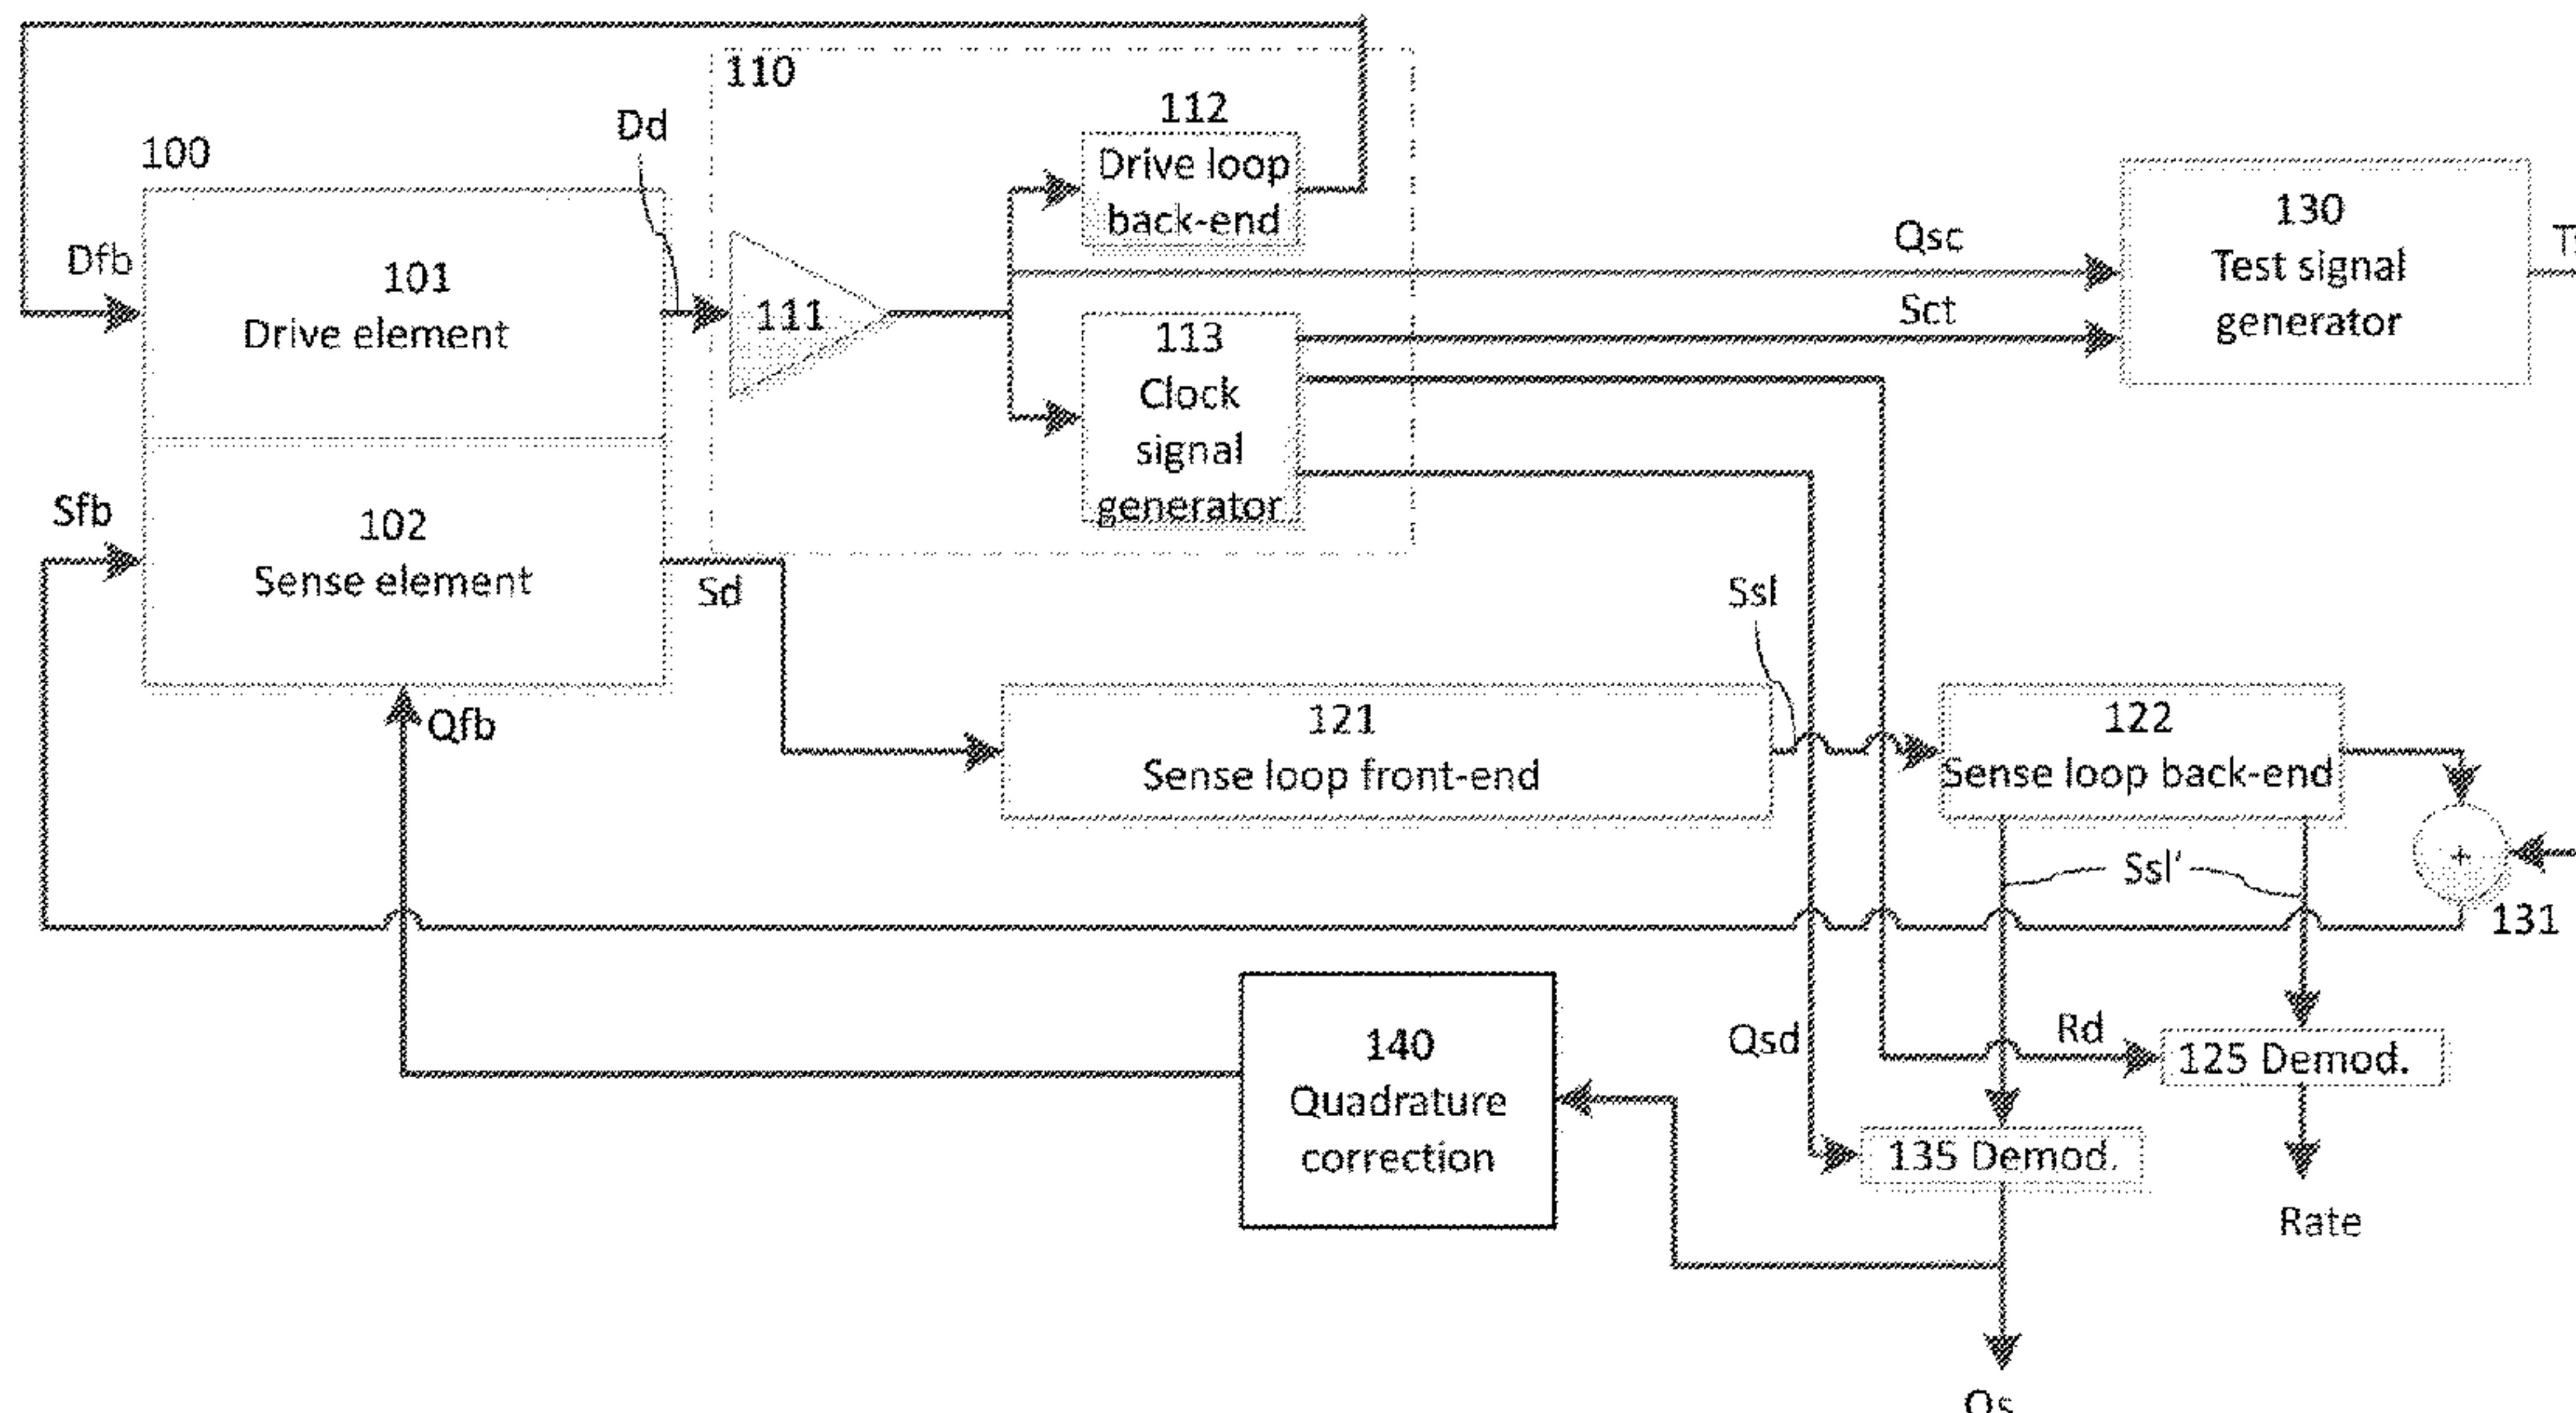 110
112
Drive loop
back-end
Dd
100
Dfb
101
Drive element
111
Qsc
Sct
130
Test signal
generator
113
Clock
signal
generator
Sfb
102
Sense element
Sd
Ssl
Qfb
121
Sense loop front-end
122
Sense loop back-end
Ssl'
+
131
140
Quadrature
correction
Qsd
Rd
125 Demod.
135 Demod.
Rate